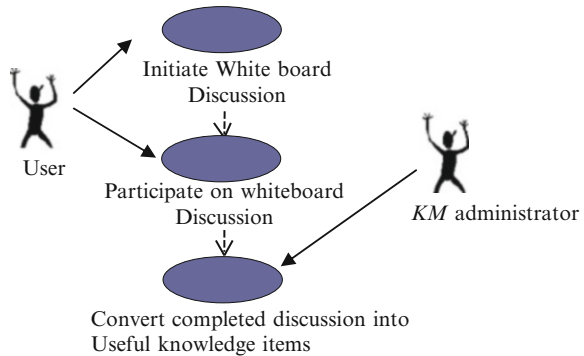 Initiate White board
Discussion
User
Participate on whiteboard
Discussion
KM administrator
Convert completed discussion into
Useful knowledge items